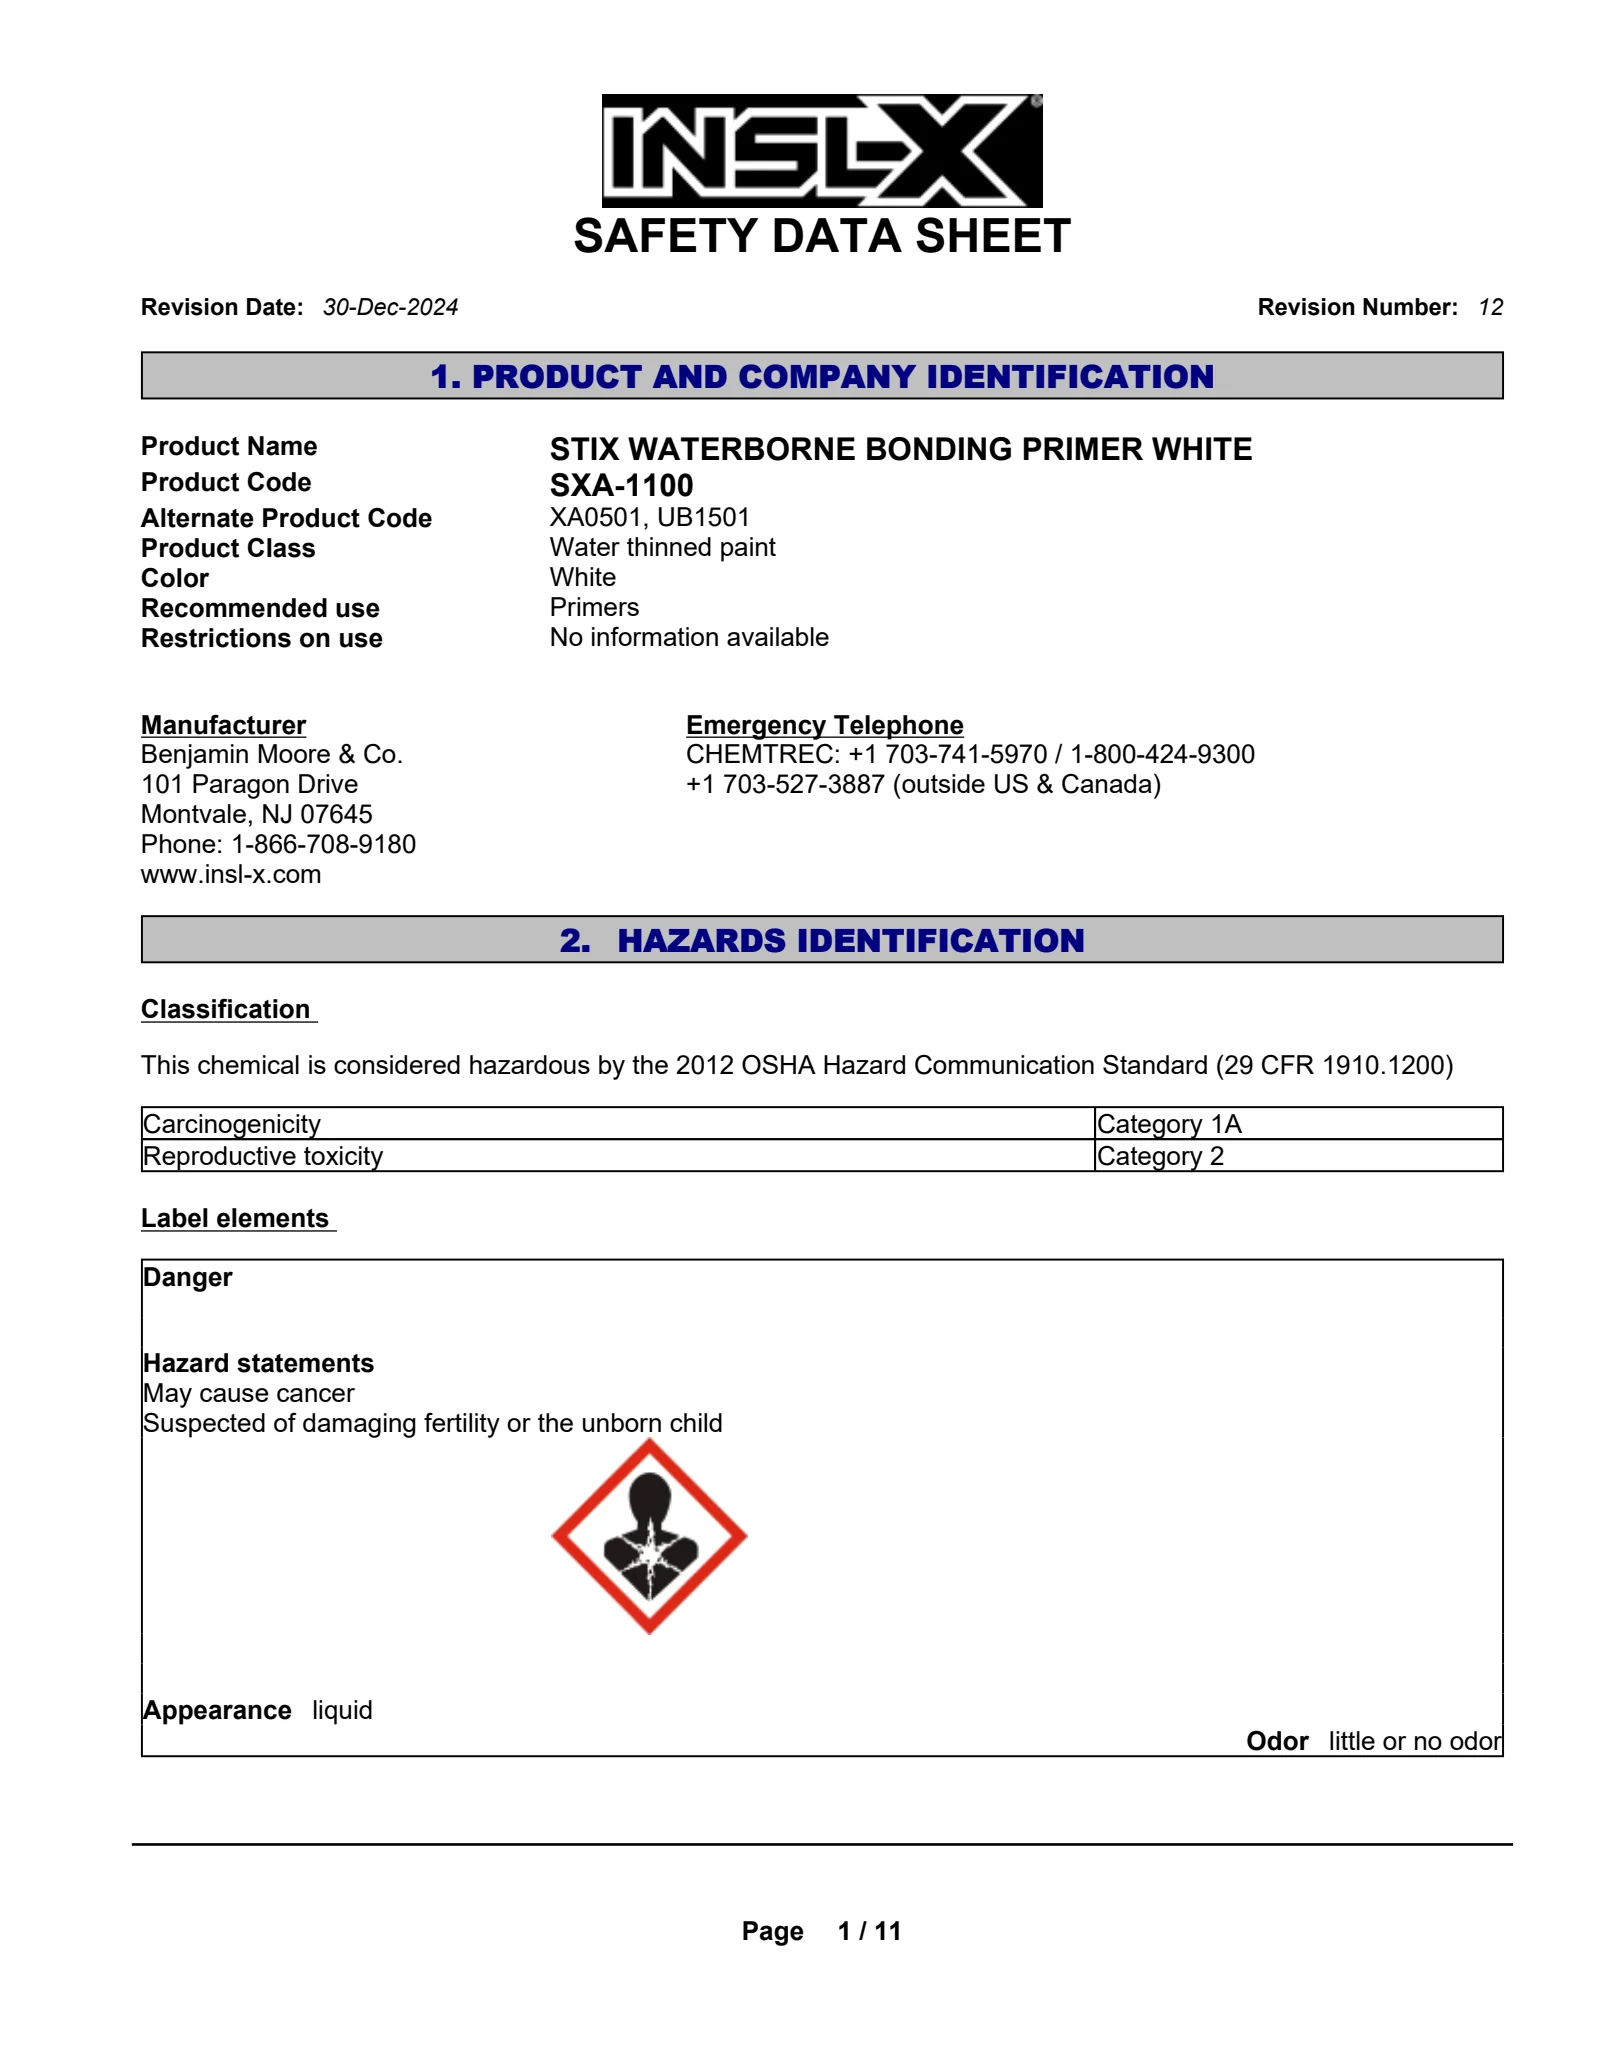 INSL-X®
SAFETY DATA SHEET
Revision Date: 30-Dec-2024 Revision Number: 12
1. PRODUCT AND COMPANY IDENTIFICATION
Product Name STIX WATERBORNE BONDING PRIMER WHITE
Product Code SXA-1100
Alternate Product Code XA0501, UB1501
Product Class Water thinned paint
Color White
Recommended use Primers
Restrictions on use No information available
Manufacturer
Benjamin Moore & Co.
101 Paragon Drive
Montvale, NJ 07645
Phone: 1-866-708-9180
www.insl-x.com
Emergency Telephone
CHEMTREC: +1 703-741-5970 / 1-800-424-9300
+1 703-527-3887 (outside US & Canada)
2. HAZARDS IDENTIFICATION
Classification
This chemical is considered hazardous by the 2012 OSHA Hazard Communication Standard (29 CFR 1910.1200)
Carcinogenicity Category 1A
Reproductive toxicity Category 2
Label elements
Danger
Hazard statements
May cause cancer
Suspected of damaging fertility or the unborn child
Appearance liquid
Odor little or no odor
Page 1 / 11